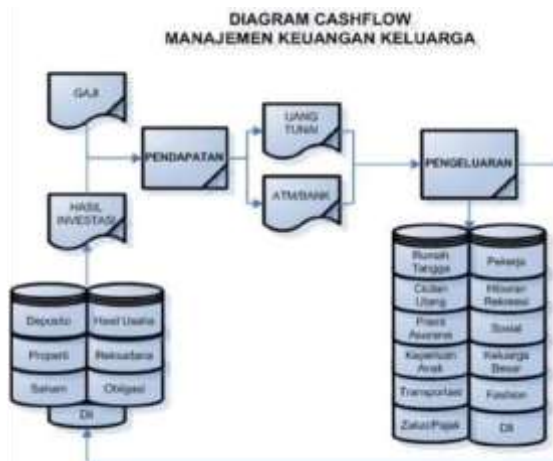 DIAGRAM CASHFLOW
MANAJEMEN KEUANGAN KELUARGA
GAJI
UANG
TUNAI
PENDAPATAN
PENGELUARAN
HASIL
INVESTASI
ATM/BANK
Rumah
Tangga
Pekerja
Cicilan
Utang
Hiburan
Rekreasi
Deposito
Hasil Usaha
Premi
Asuransi
Sosial
Properti
Reksadana
Keperluan
Anak
Keluarga
Besar
Saham
Obligasi
Transportasi
Fashion
Dll
Zakat/Pajak
Dll